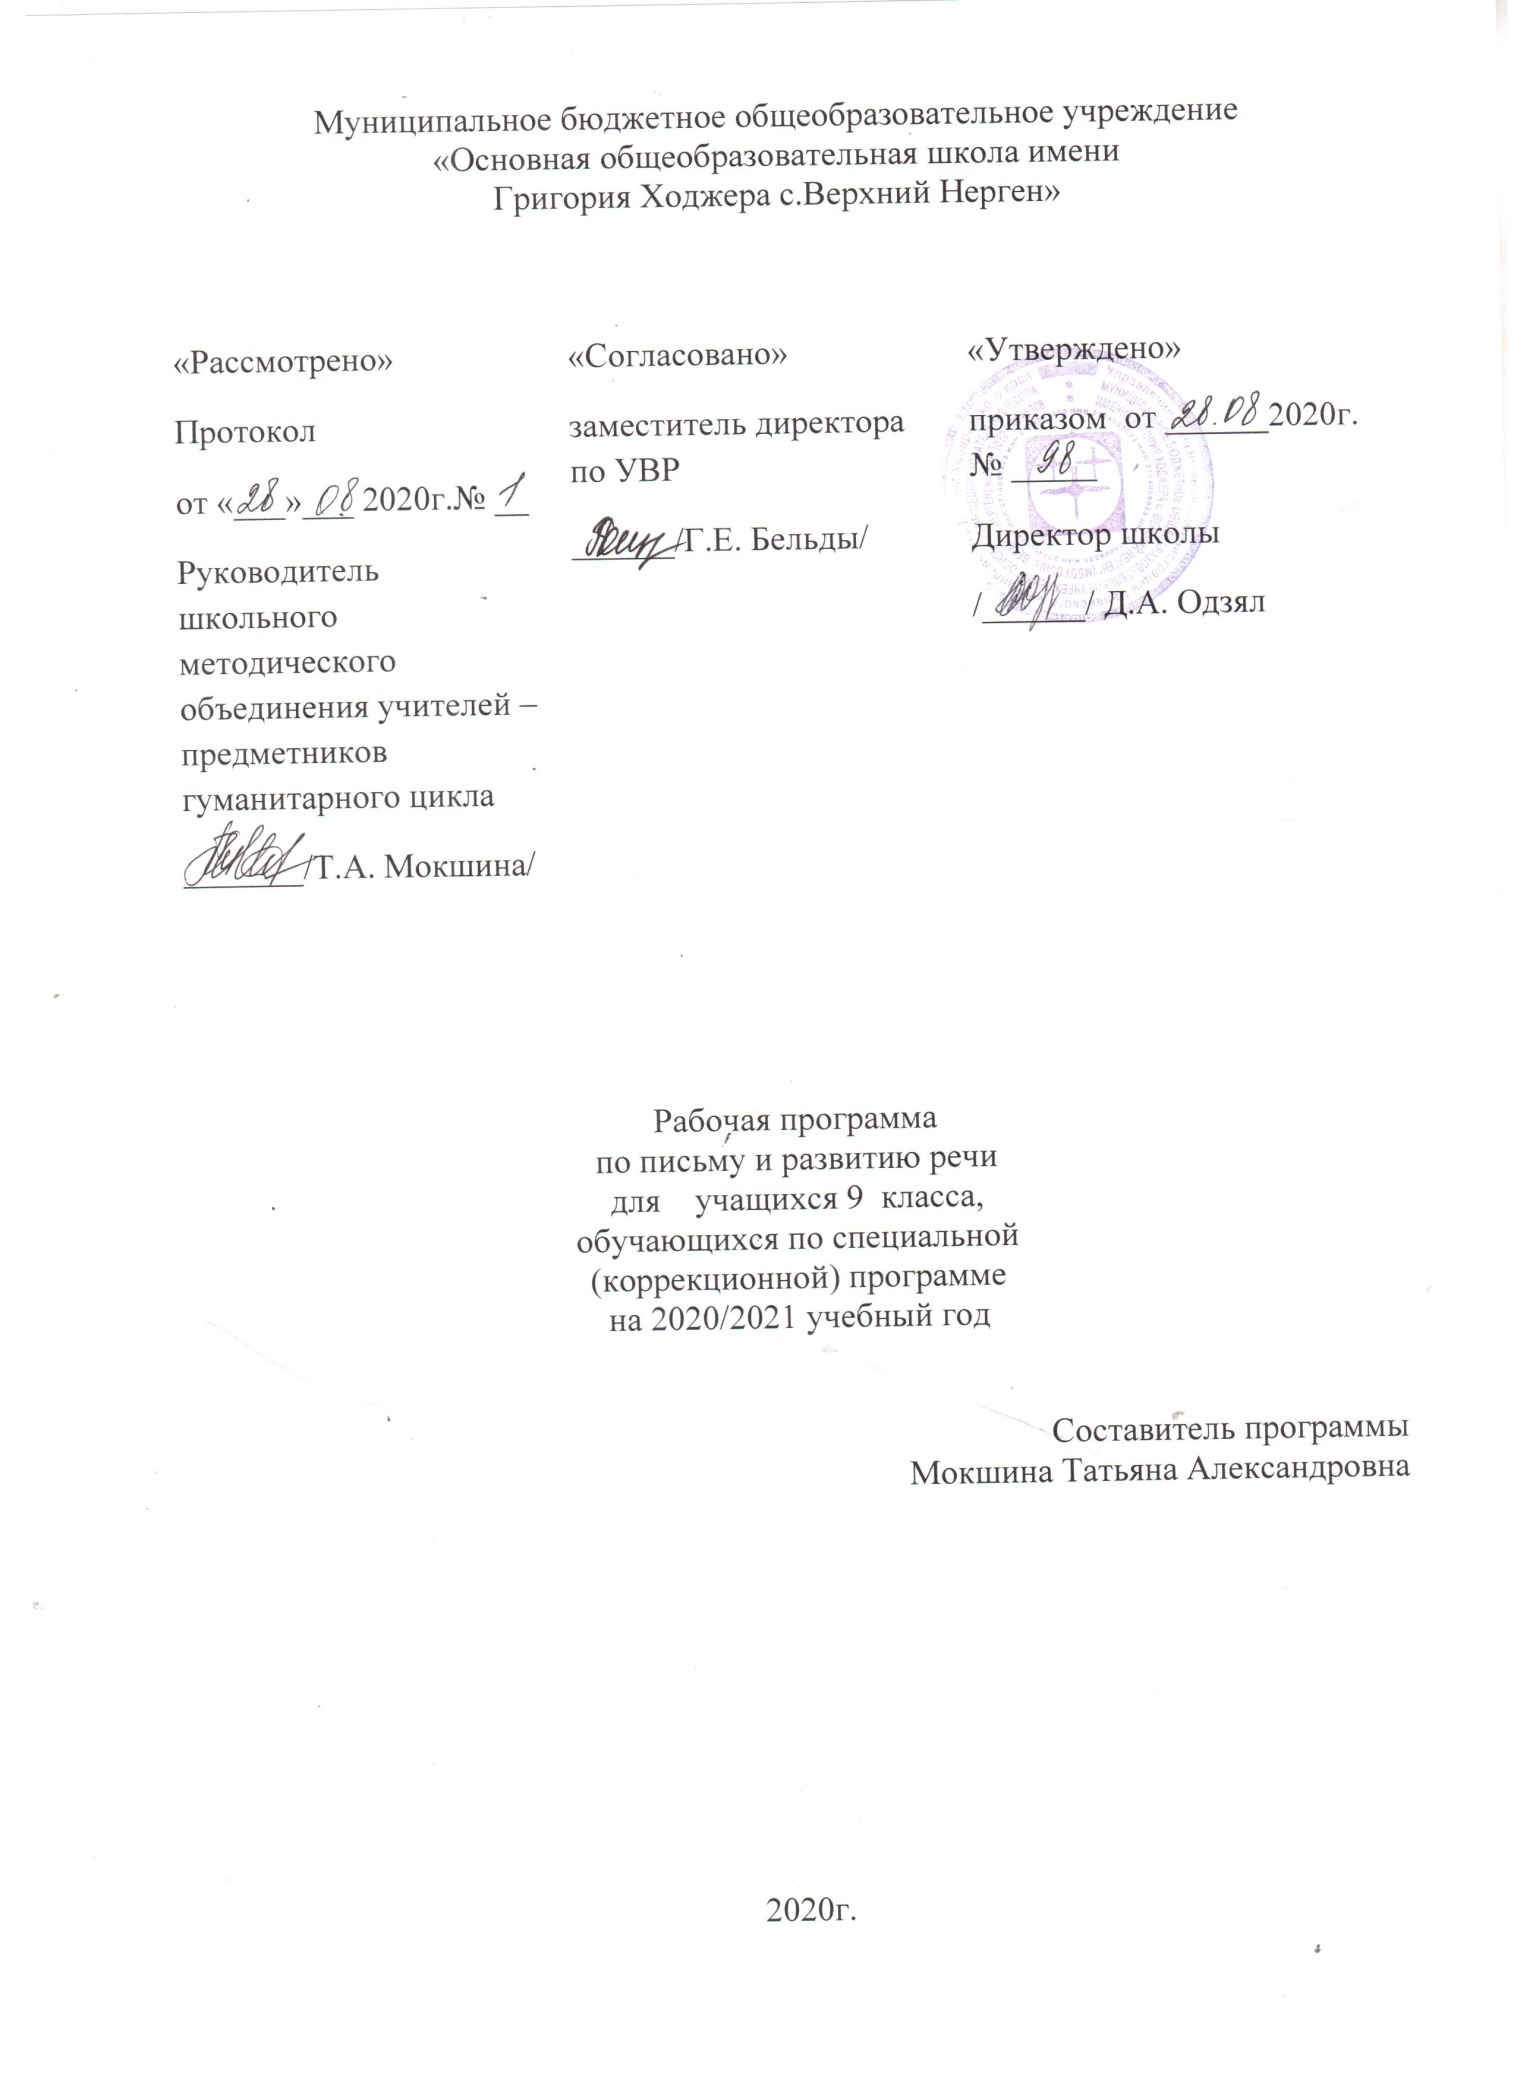 Муниципальное бюджетное общеобразовательное учреждение
«Основная общеобразовательная школа имени
Григория Ходжера с.Верхний Нерген»
«Рассмотрено»
Протокол
от «28» 08 2020г.№ 1
Руководитель
школьного
методического
объединения учителей –
предметников
гуманитарного цикла
/Т.А. Мокшина/
«Согласовано»
заместитель директора
по УВР
/Г.Е. Бельды/
«Утверждено»
приказом от 28.08 2020г.
№ 98
Директор школы
/ / Д.А. Одзял
Рабочая программа
по письму и развитию речи
для учащихся 9 класса,
обучающихся по специальной
(коррекционной) программе
на 2020/2021 учебный год
Составитель программы
Мокшина Татьяна Александровна
2020г.